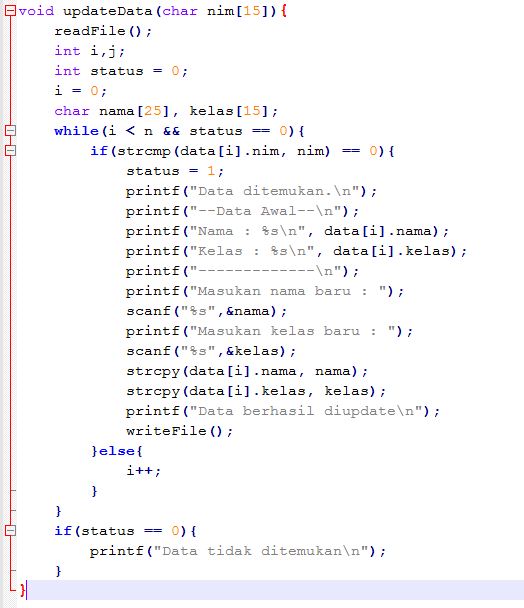 void updateData(char nim[15]){
    readFile();
    int i,j;
    int status = 0;
    i = 0;
    char nama[25], kelas[15];
    while(i < n && status == 0){
        if(strcmp(data[i].nim, nim) == 0){
            status = 1;
            printf("Data ditemukan.\n");
            printf("--Data Awal--\n");
            printf("Nama : %s\n", data[i].nama);
            printf("Kelas : %s\n", data[i].kelas);
            printf("-------------\n");
            printf("Masukan nama baru : ");
            scanf("%s",&nama);
            printf("Masukan kelas baru : ");
            scanf("%s",&kelas);
            strcpy(data[i].nama, nama);
            strcpy(data[i].kelas, kelas);
            printf("Data berhasil diupdate\n");
            writeFile();
        }else{
            i++;
        }
    }
    if(status == 0){
        printf("Data tidak ditemukan\n");
    }
}